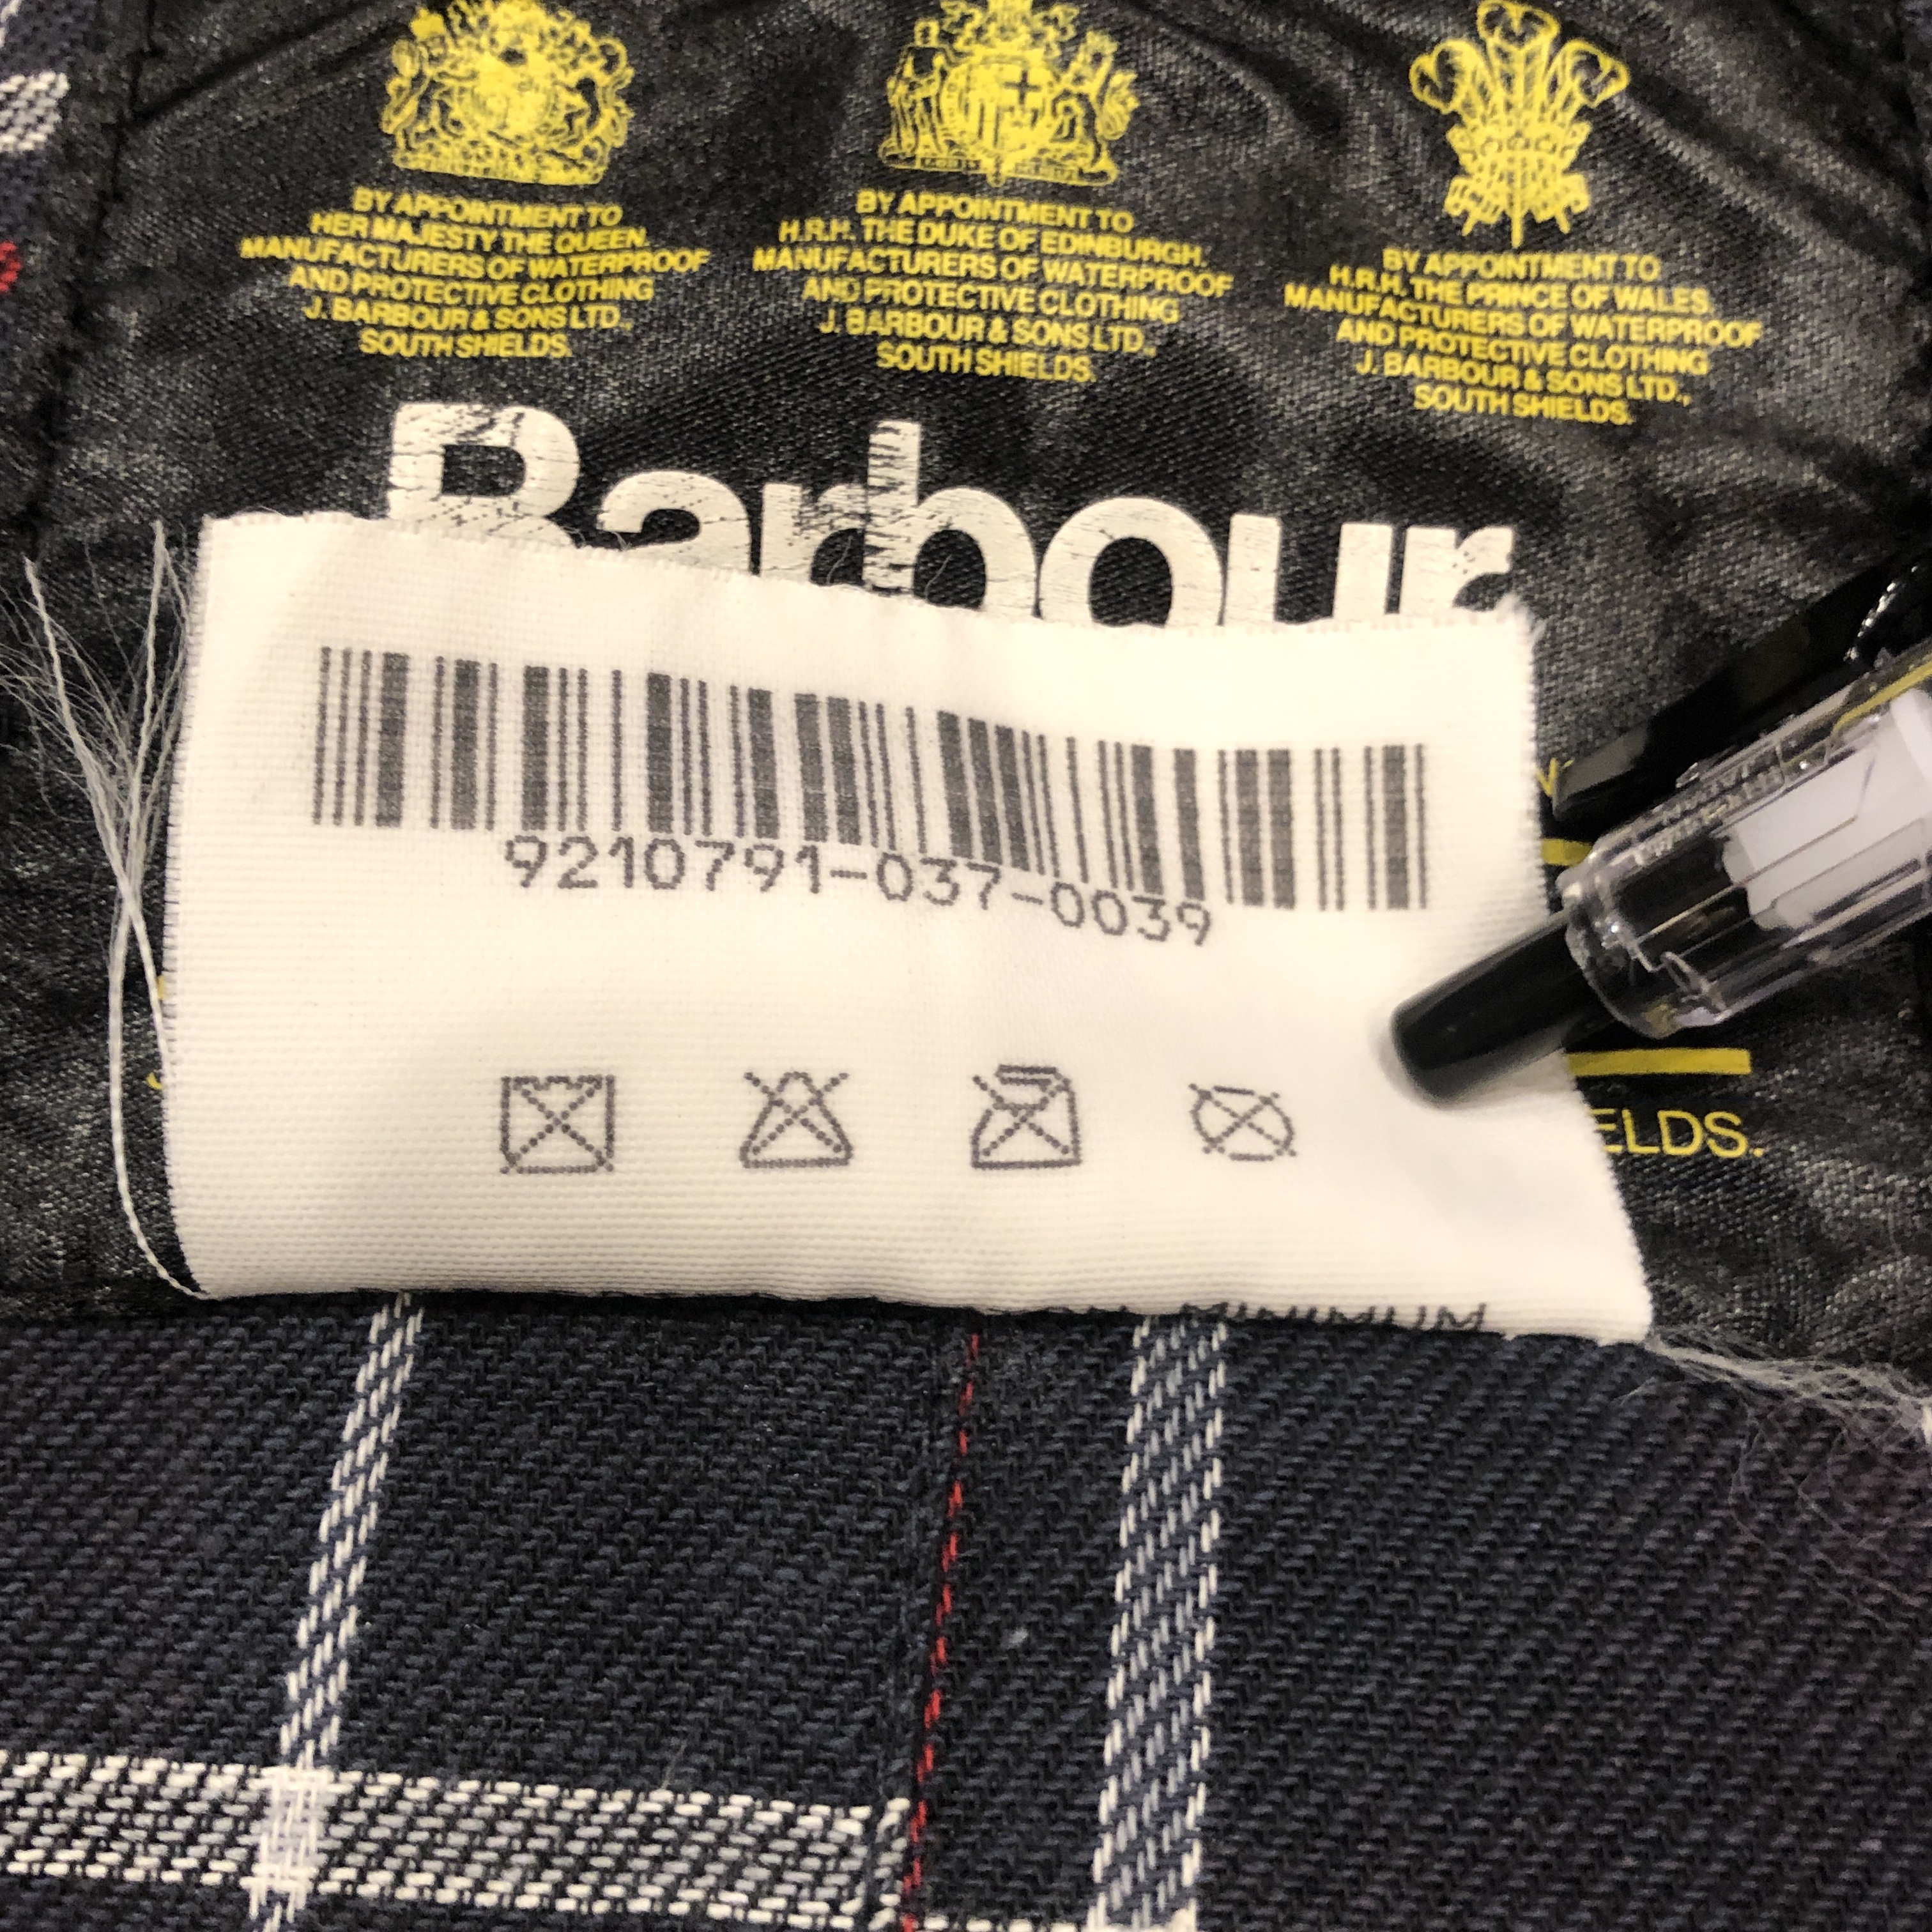 BY APPOINTMENT TO
HER MAJESTY THE QUEEN.
MANUFACTURERS OF WATERPROOF
AND PROTECTIVE CLOTHING
J. BARBOUR & SONS LTD.,
SOUTH SHIELDS.
BY APPOINTMENT TO
H.R.H. THE DUKE OF EDINBURGH.
MANUFACTURERS OF WATERPROOF
AND PROTECTIVE CLOTHING
J. BARBOUR & SONS LTD.,
SOUTH SHIELDS.
BY APPOINTMENT TO
H.R.H. THE PRINCE OF WALES.
MANUFACTURERS OF WATERPROOF
AND PROTECTIVE CLOTHING
J. BARBOUR & SONS LTD.,
SOUTH SHIELDS.
Barbour
9210791-037-0039
ELDS.
MINIMUM